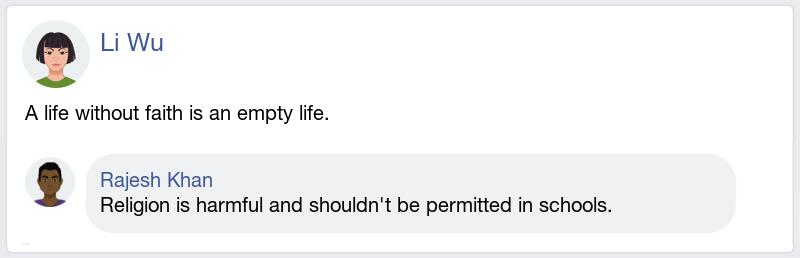 Li Wu
A life without faith is an empty life.
Rajesh Khan
Religion is harmful and shouldn't be permitted in schools.